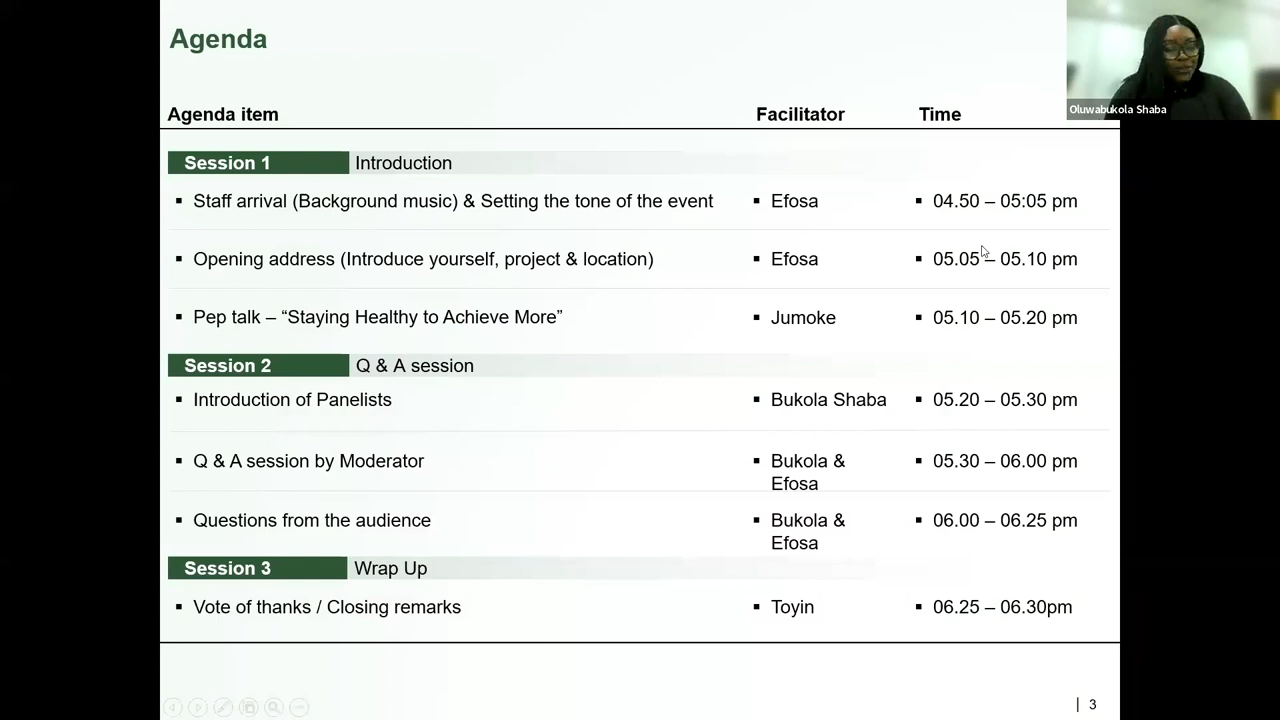 Agenda
Oluwabukola Shaba
Agenda item Facilitator Time
Session 1 Introduction
▪ Staff arrival (Background music) & Setting the tone of the event ▪ Efosa ▪ 04.50 – 05:05 pm
▪ Opening address (Introduce yourself, project & location) ▪ Efosa ▪ 05.05 – 05.10 pm
▪ Pep talk – “Staying Healthy to Achieve More” ▪ Jumoke ▪ 05.10 – 05.20 pm
Session 2 Q & A session
▪ Introduction of Panelists ▪ Bukola Shaba ▪ 05.20 – 05.30 pm
▪ Q & A session by Moderator ▪ Bukola & ▪ 05.30 – 06.00 pm
Efosa
▪ Questions from the audience ▪ Bukola & ▪ 06.00 – 06.25 pm
Efosa
Session 3 Wrap Up
▪ Vote of thanks / Closing remarks ▪ Toyin ▪ 06.25 – 06.30pm
| 3